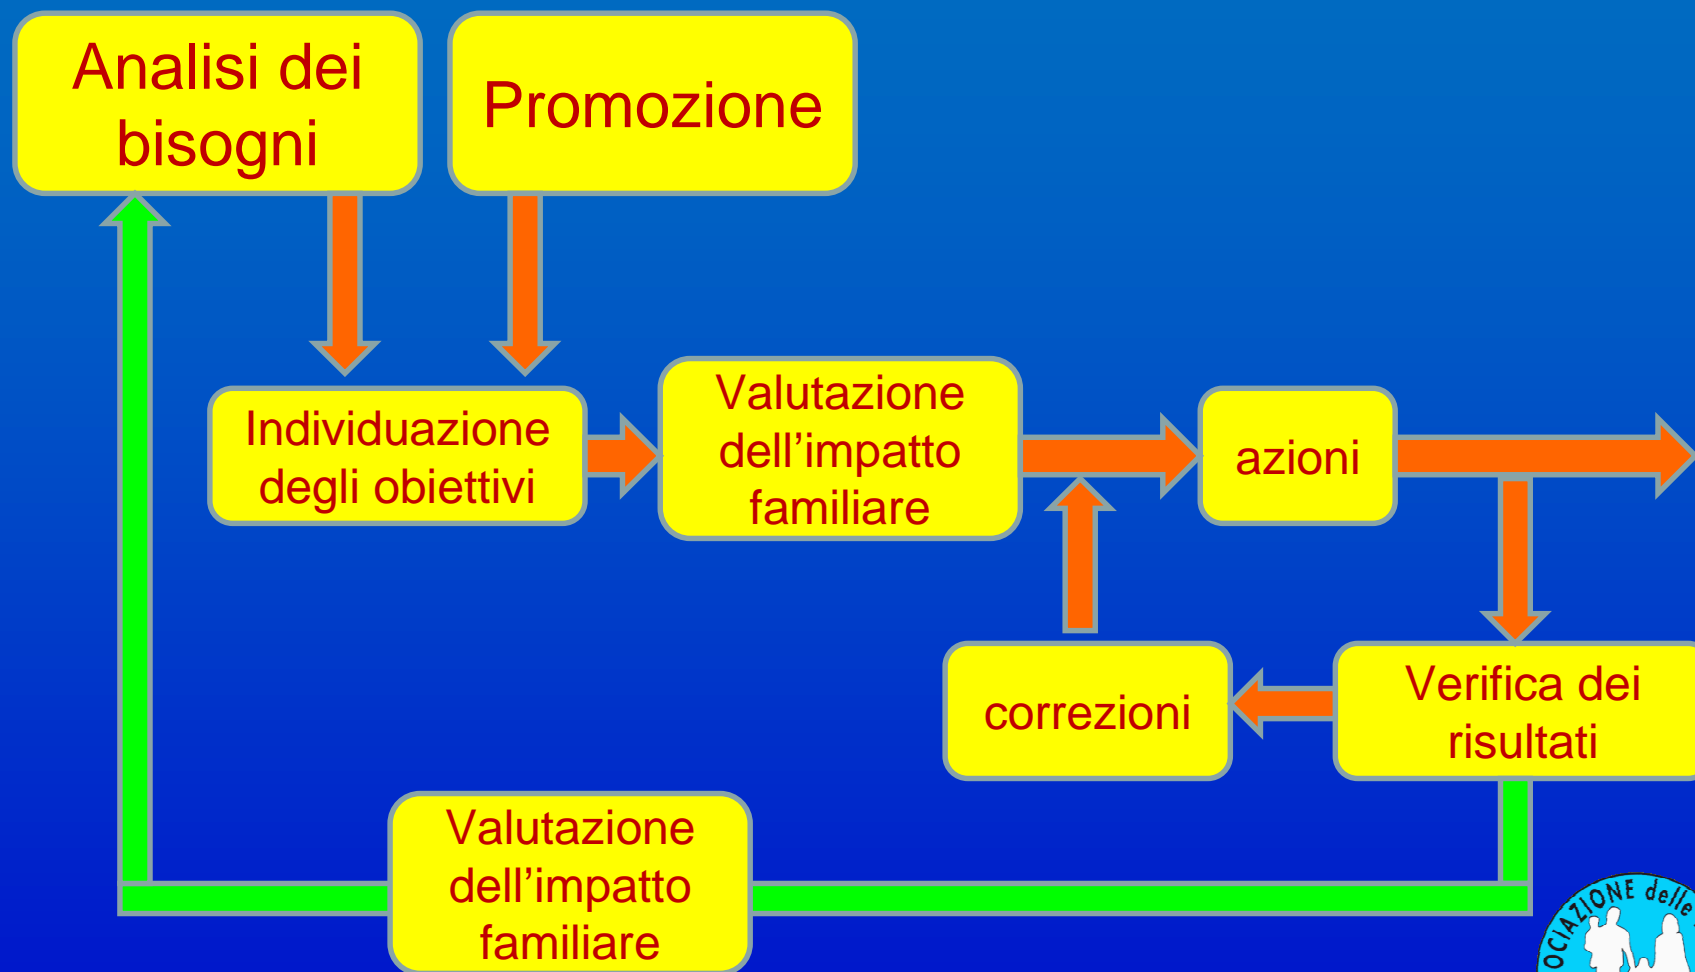 Analisi dei
bisogni
Promozione
Individuazione
degli obiettivi
Valutazione
dell’impatto
familiare
azioni
correzioni
Verifica dei
risultati
Valutazione
dell’impatto
familiare
delle